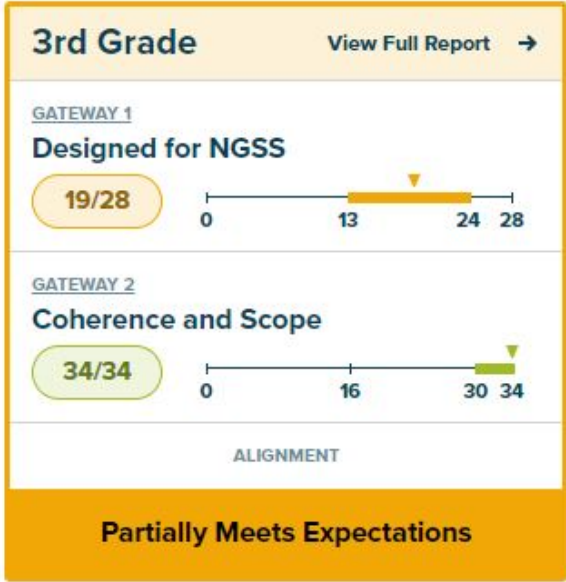 3rd Grade
View Full Report →
GATEWAY 1
Designed for NGSS
19/28
0 13 24 28
GATEWAY 2
Coherence and Scope
34/34
0 16 30 34
ALIGNMENT
Partially Meets Expectations